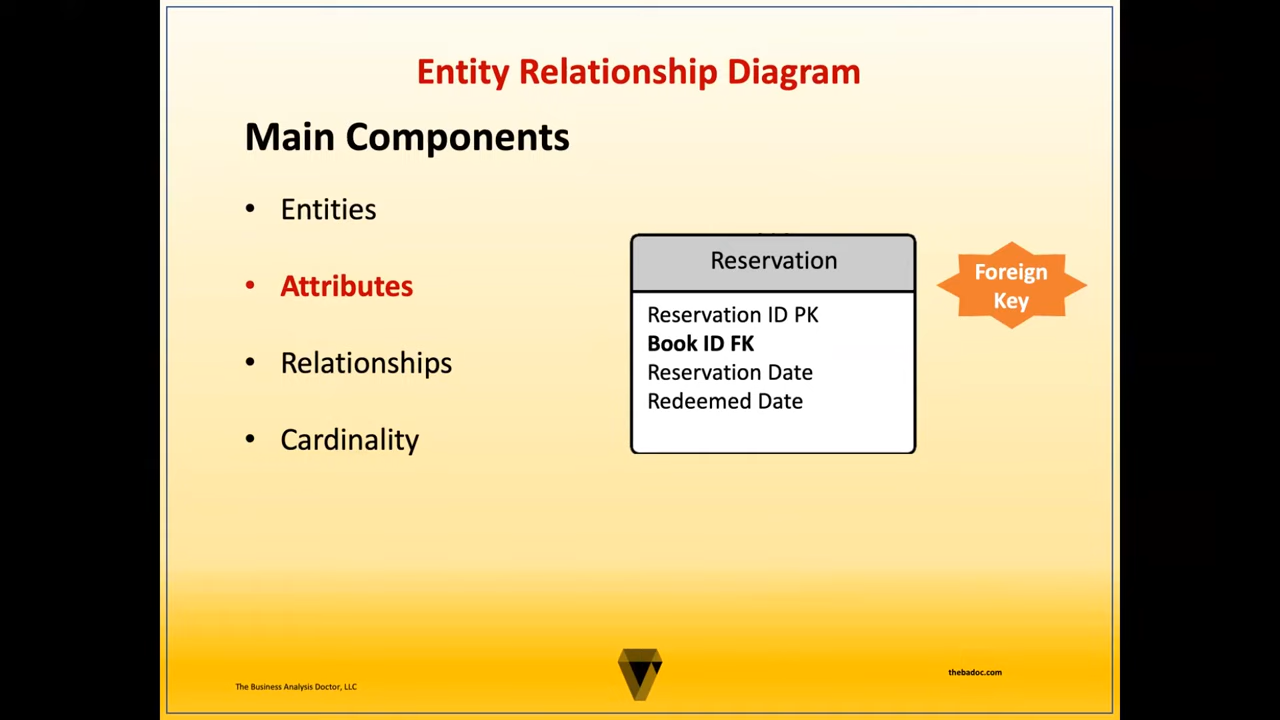 Entity Relationship Diagram
Main Components
• Entities
• Attributes
• Relationships
• Cardinality
Reservation
Reservation ID PK
Book ID FK
Reservation Date
Redeemed Date
Foreign
Key
The Business Analysis Doctor, LLC
thebadoc.com